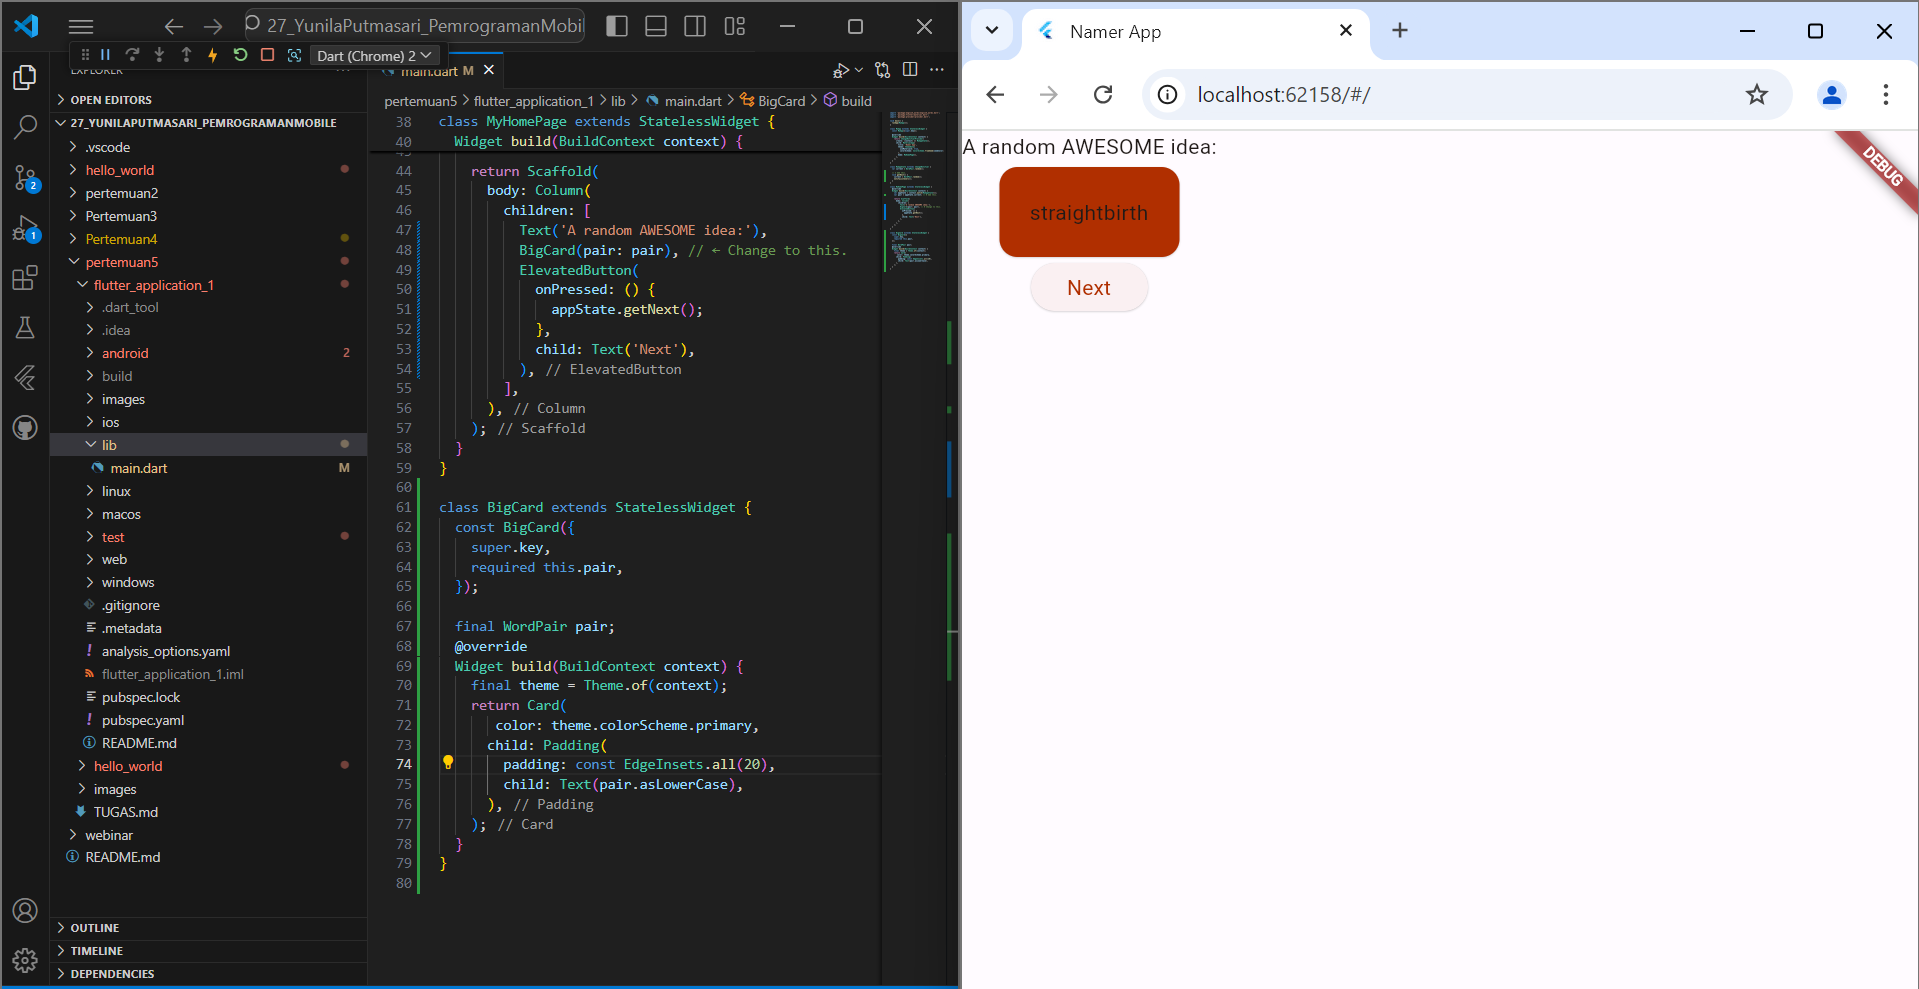 27_YunilaPutmasari_PemrogramanMobil
Dart (Chrome) 2
EXPLORER
main.dart M
OPEN EDITORS
27_YUNILAPUTMASARI_PEMROGRAMANMOBILE
.vscode
hello_world
pertemuan2
Pertemuan3
Pertemuan4
pertemuan5
flutter_application_1
.dart_tool
.idea
android 2
build
images
ios
lib
main.dart M
linux
macos
test
web
windows
.gitignore
.metadata
analysis_options.yaml
flutter_application_1.iml
pubspec.lock
pubspec.yaml
README.md
hello_world
images
TUGAS.md
webinar
README.md
OUTLINE
TIMELINE
DEPENDENCIES
2
1
pertemuan5 > flutter_application_1 > lib > main.dart > BigCard > build
38 class MyHomePage extends StatelessWidget {
40 Widget build(BuildContext context) {
44 return Scaffold(
45 body: Column(
46 children: [
47 Text('A random AWESOME idea:'),
48 BigCard(pair: pair), // ← Change to this.
49 ElevatedButton(
50 onPressed: () {
51 appState.getNext();
52 },
53 child: Text('Next'),
54 ), // ElevatedButton
55 ],
56 ), // Column
57 ); // Scaffold
58 }
59 }
60
61 class BigCard extends StatelessWidget {
62 const BigCard({
63 super.key,
64 required this.pair,
65 });
66
67 final WordPair pair;
68 @override
69 Widget build(BuildContext context) {
70 final theme = Theme.of(context);
71 return Card(
72 color: theme.colorScheme.primary,
73 child: Padding(
74 padding: const EdgeInsets.all(20),
75 child: Text(pair.asLowerCase),
76 ), // Padding
77 ); // Card
78 }
79 }
80
Namer App
localhost:62158/#/
A random AWESOME idea:
straightbirth
Next
DEBUG